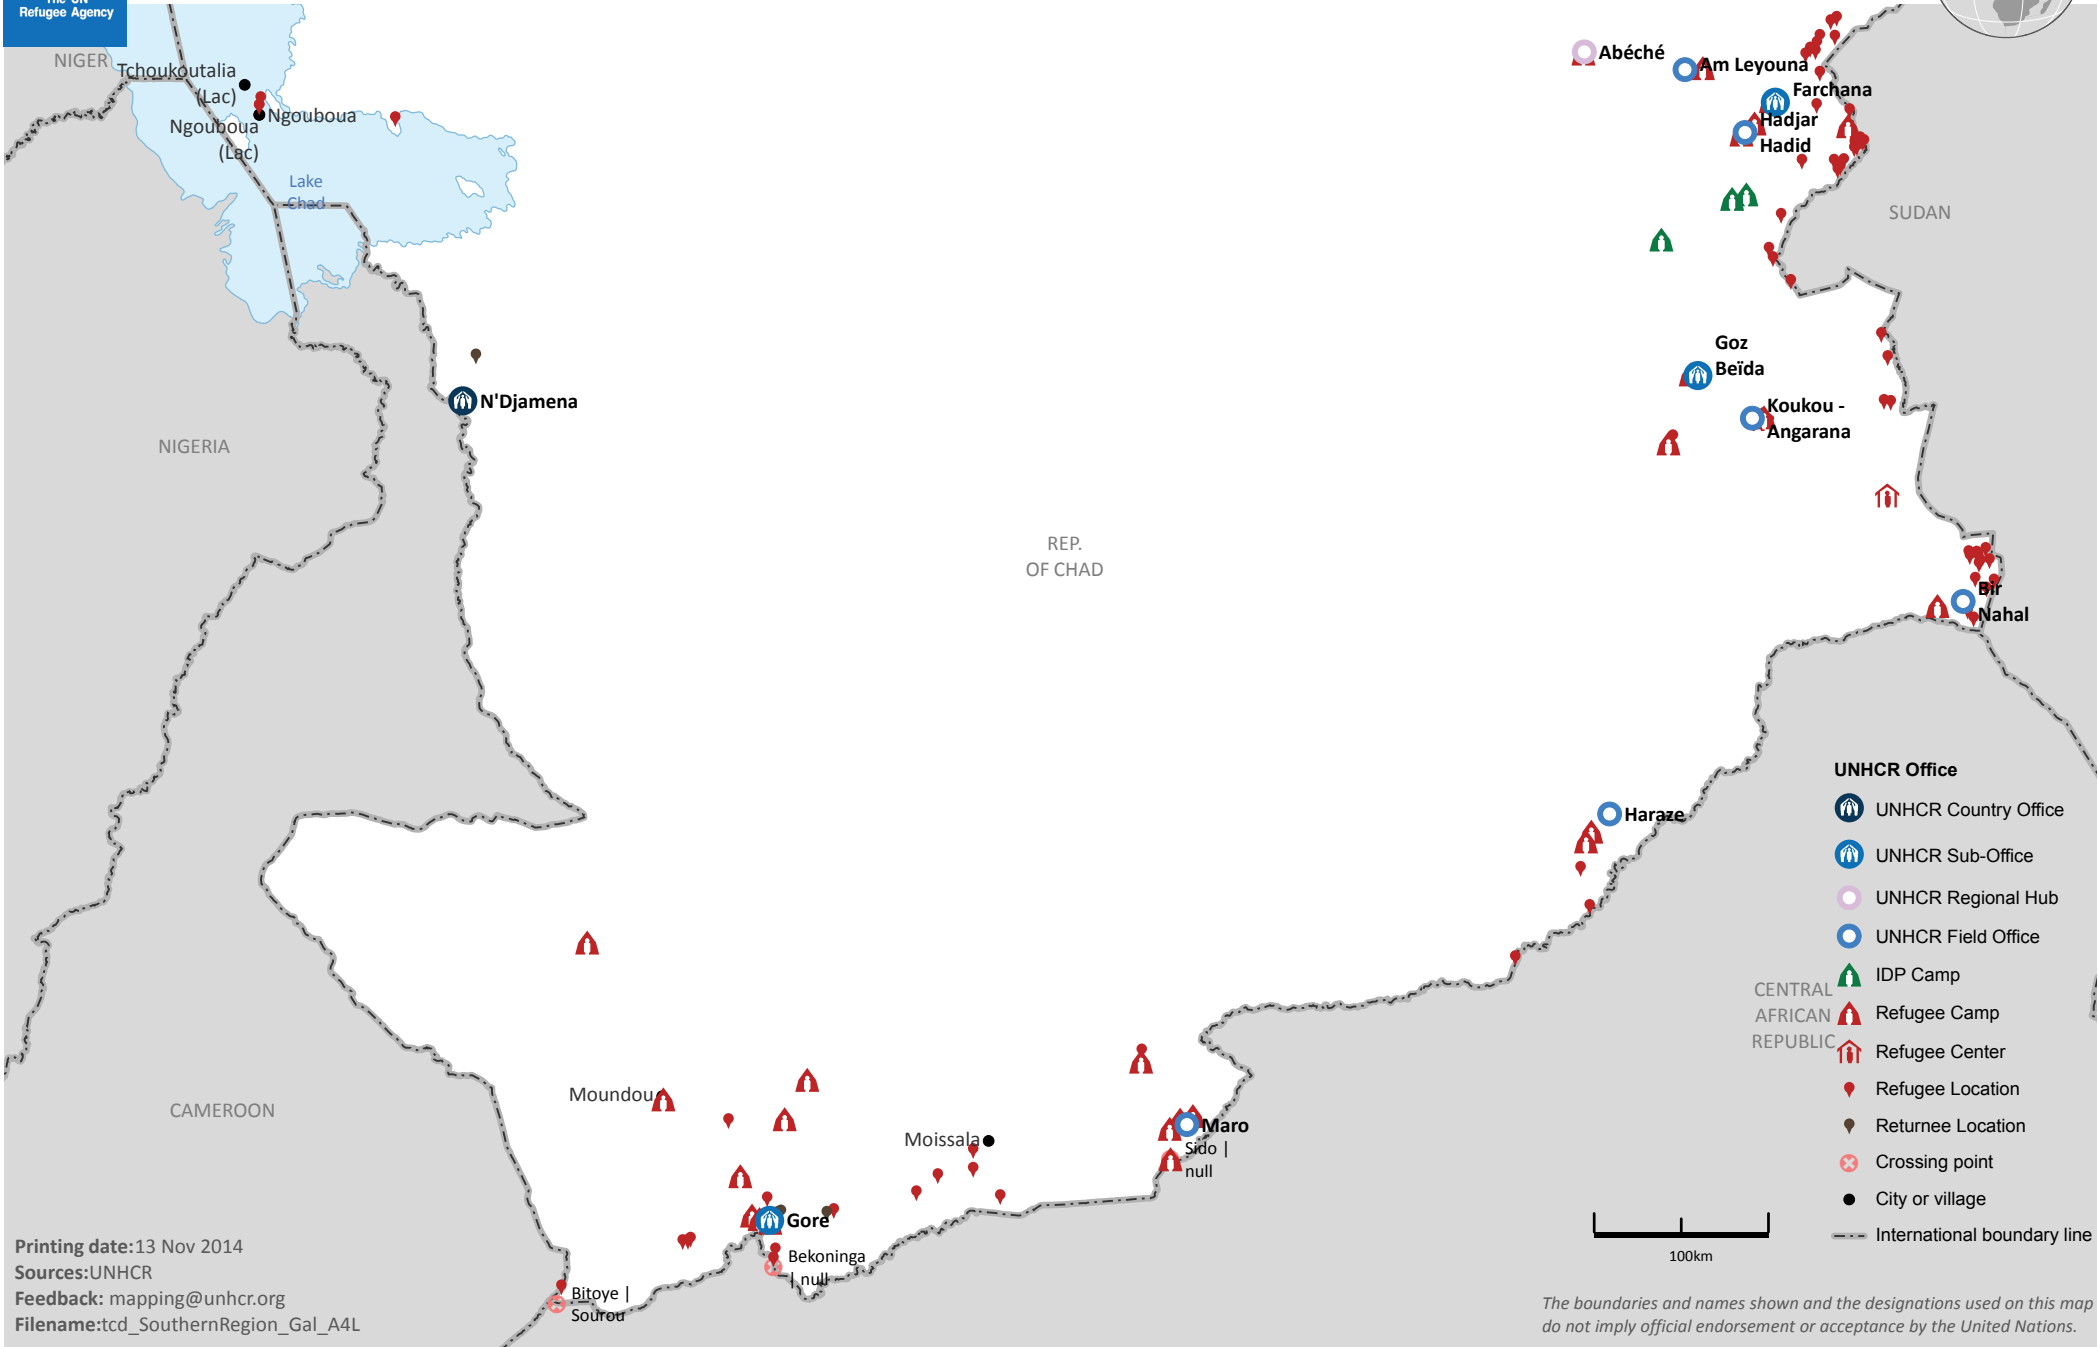 The UN
Refugee Agency
NIGER
Tchoukoutalia
(Lac)
Ngouboua
Ngouboua
(Lac)
Lake
Chad
Abéché
Am Leyouna
Farchana
Hadjar
Hadid
SUDAN
Goz
Beïda
Koukou -
Angarana
N'Djamena
NIGERIA
REP.
OF CHAD
Bir
Nahal
Haraze
CENTRAL
AFRICAN
REPUBLIC
CAMEROON
Moundou
Moissala
Maro
Sido |
null
Gore
Bekoninga
| null
Bitoye |
Sourou
UNHCR Office
UNHCR Country Office
UNHCR Sub-Office
UNHCR Regional Hub
UNHCR Field Office
IDP Camp
Refugee Camp
Refugee Center
Refugee Location
Returnee Location
Crossing point
City or village
International boundary line
100km
Printing date:13 Nov 2014
Sources:UNHCR
Feedback: mapping@unhcr.org
Filename:tcd_SouthernRegion_Gal_A4L
The boundaries and names shown and the designations used on this map
do not imply official endorsement or acceptance by the United Nations.